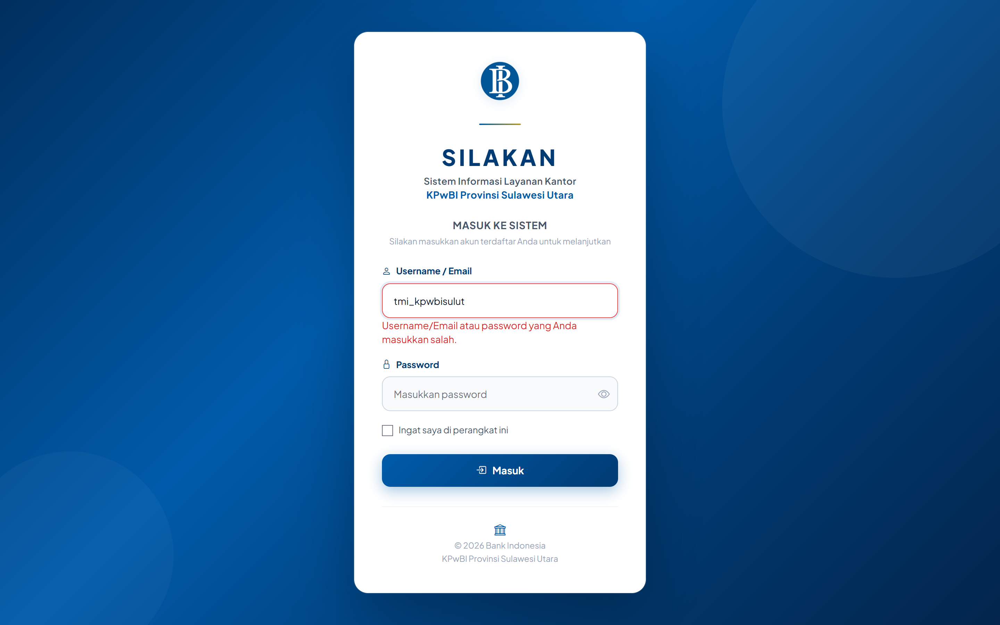 BI
SILAKAN
Sistem Informasi Layanan Kantor
KPwBI Provinsi Sulawesi Utara
MASUK KE SISTEM
Silakan masukkan akun terdaftar Anda untuk melanjutkan
Username / Email
tmi_kpwbisulut
Username/Email atau password yang Anda
masukkan salah.
Password
Masukkan password
Ingat saya di perangkat ini
Masuk
© 2026 Bank Indonesia
KPwBI Provinsi Sulawesi Utara